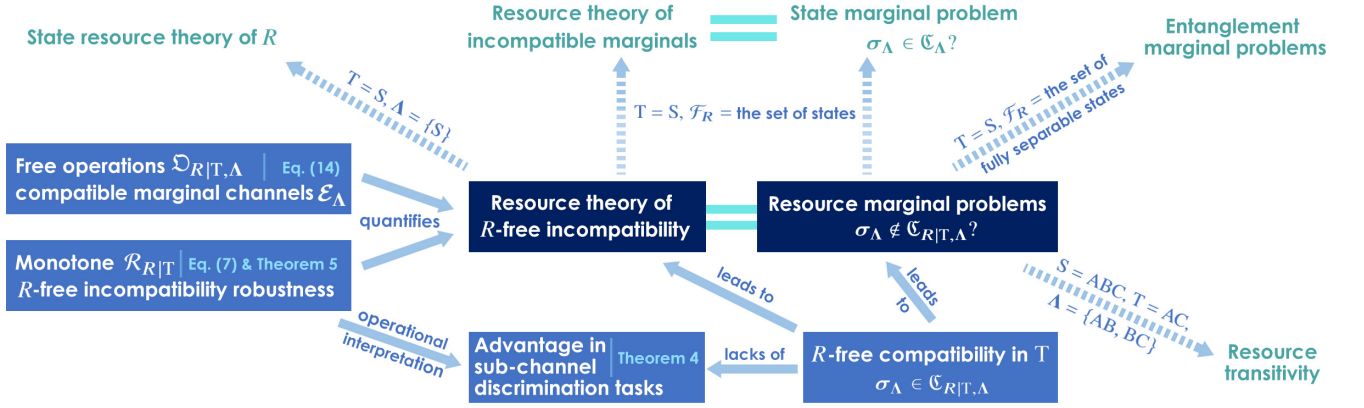 Resource theory of
incompatible marginals
State marginal problem
σ_Λ ∈ ℭ_Λ?
Entanglement
marginal problems
State resource theory of R
T = S, Λ = {S}
T = S, ℱ_R = the set of states
T = S, ℱ_R = the set of
fully separable states
Free operations 𝔇_{R|T,Λ} | Eq. (14)
compatible marginal channels ℰ_Λ
quantifies
Resource theory of
R-free incompatibility
Resource marginal problems
σ_Λ ∉ ℭ_{R|T,Λ}?
Monotone ℛ_{R|T} | Eq. (7) & Theorem 5
R-free incompatibility robustness
leads to
leads
to
S = ABC, T = AC,
Λ = {AB, BC}
operational
interpretation
Advantage in
sub-channel
discrimination tasks
Theorem 4
lacks of
R-free compatibility in T
σ_Λ ∈ ℭ_{R|T,Λ}
Resource
transitivity